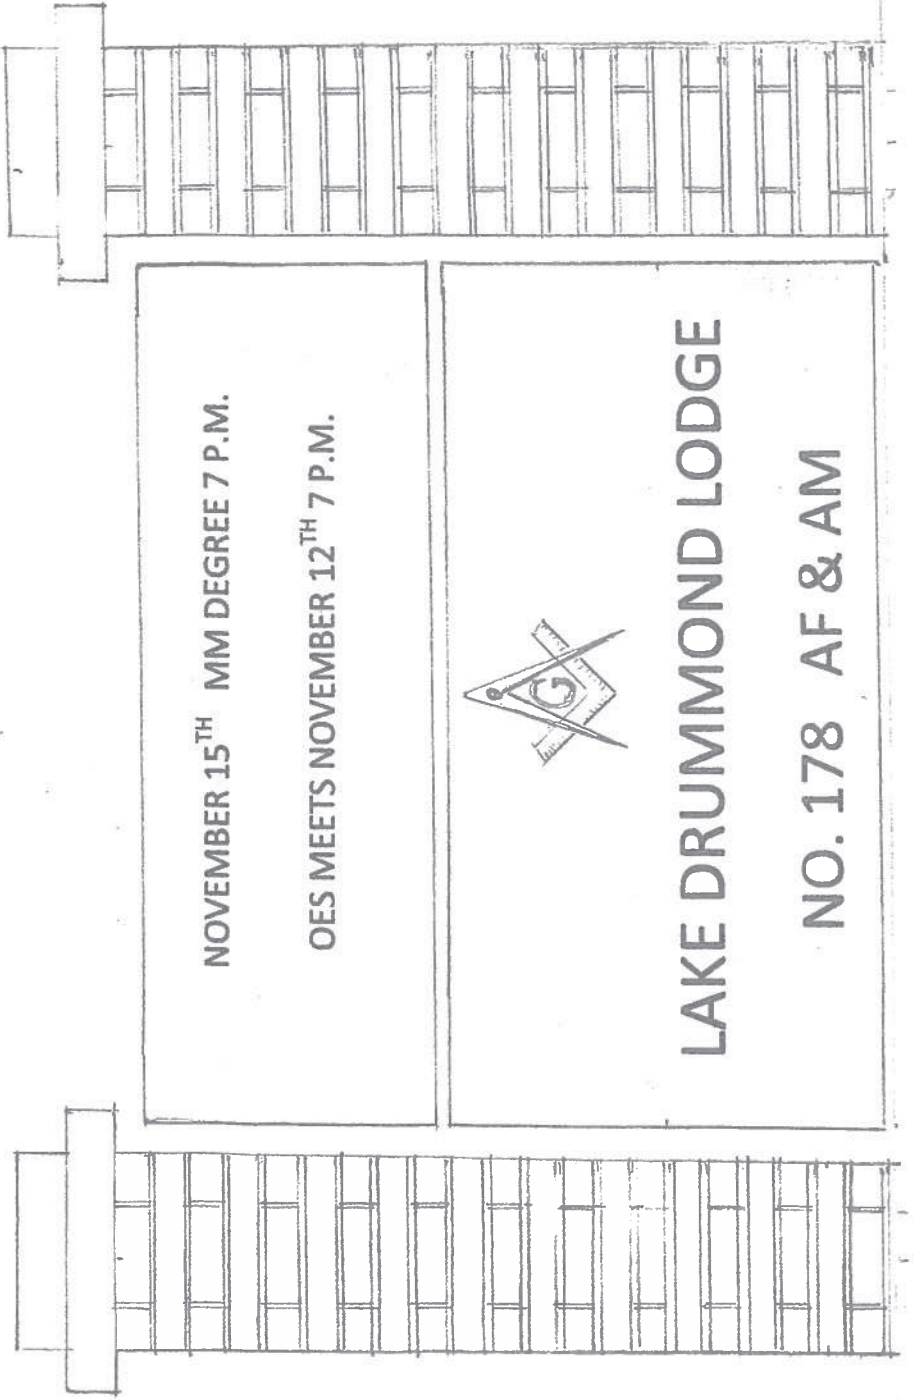 NOVEMBER 15TH MM DEGREE 7 P.M.
OES MEETS NOVEMBER 12TH 7 P.M.
G
LAKE DRUMMOND LODGE
NO. 178 AF & AM